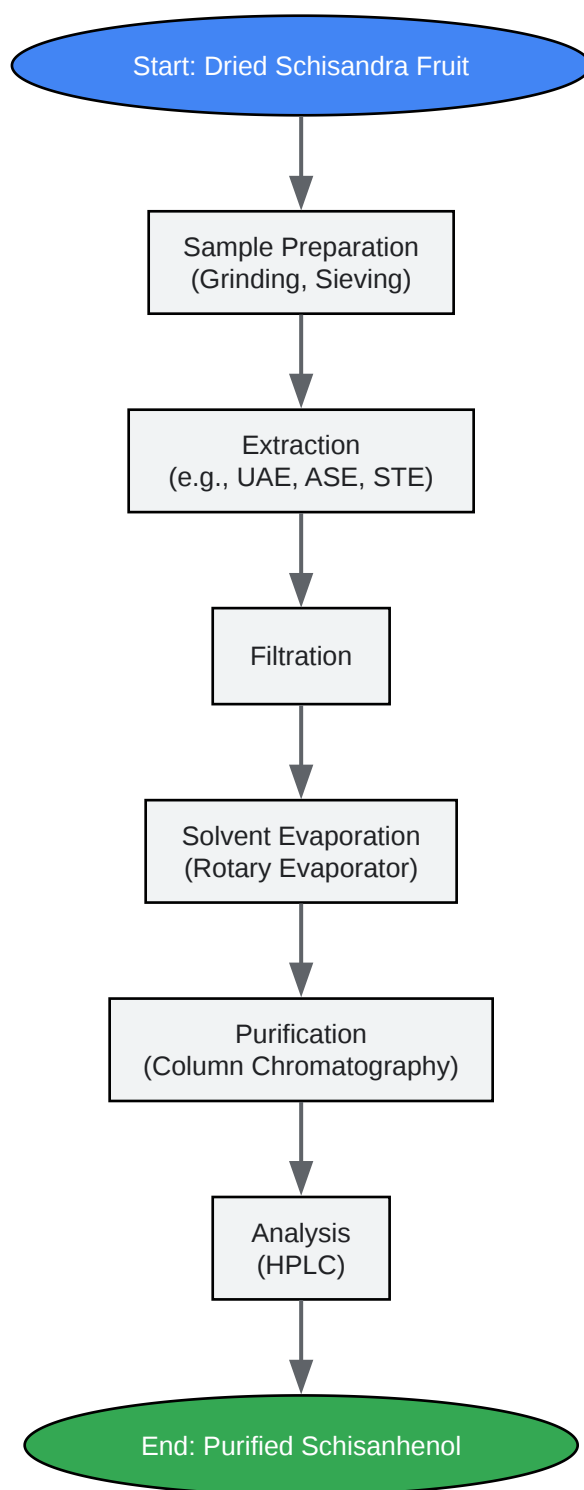 Start: Dried Schisandra Fruit
Sample Preparation
(Grinding, Sieving)
Extraction
(e.g., UAE, ASE, STE)
Filtration
Solvent Evaporation
(Rotary Evaporator)
Purification
(Column Chromatography)
Analysis
(HPLC)
End: Purified Schisanhenol